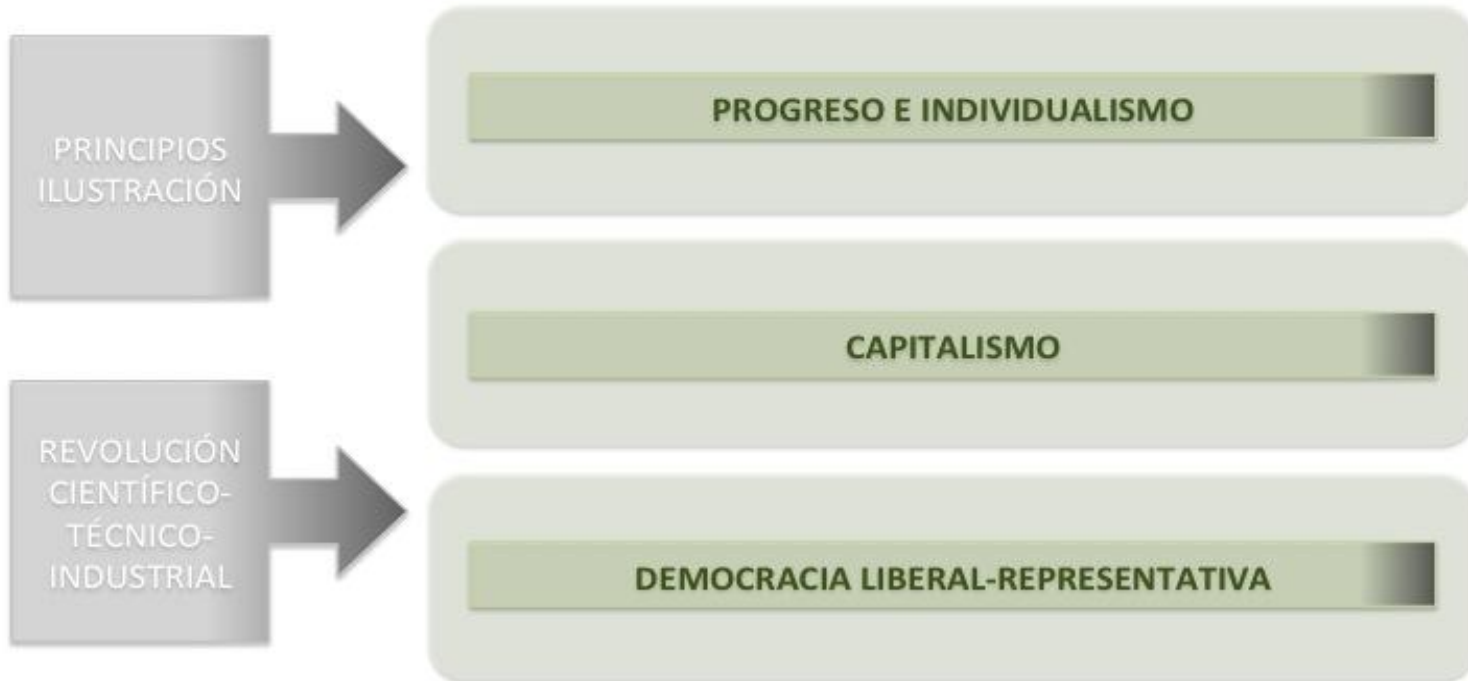 PRINCIPIOS
ILUSTRACIÓN
PROGRESO E INDIVIDUALISMO
CAPITALISMO
REVOLUCIÓN
CIENTÍFICO-
TÉCNICO-
INDUSTRIAL
DEMOCRACIA LIBERAL-REPRESENTATIVA